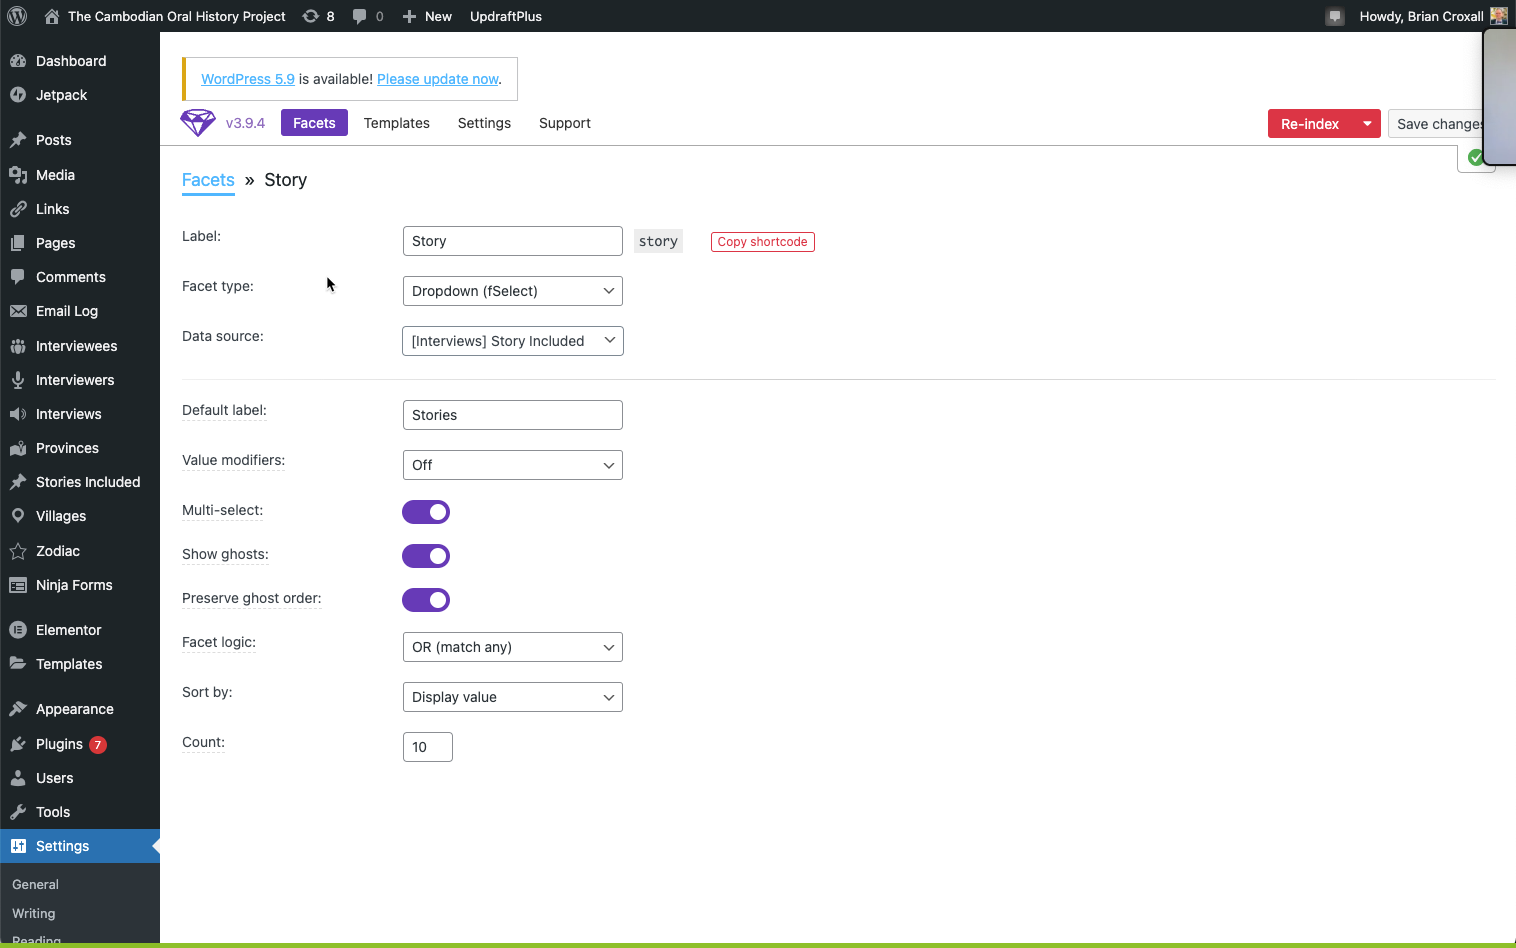 The Cambodian Oral History Project 8 0 New UpdraftPlus Howdy, Brian Croxall
Dashboard
Jetpack
Posts
Media
Links
Pages
Comments
Email Log
Interviewees
Interviewers
Interviews
Provinces
Stories Included
Villages
Zodiac
Ninja Forms
Elementor
Templates
Appearance
Plugins 7
Users
Tools
Settings
General
Writing
Reading
WordPress 5.9 is available! Please update now.
v3.9.4 Facets Templates Settings Support Re-index Save changes
Facets » Story
Label: Story story Copy shortcode
Facet type: Dropdown (fSelect)
Data source: [Interviews] Story Included
Default label: Stories
Value modifiers: Off
Multi-select:
Show ghosts:
Preserve ghost order:
Facet logic: OR (match any)
Sort by: Display value
Count: 10